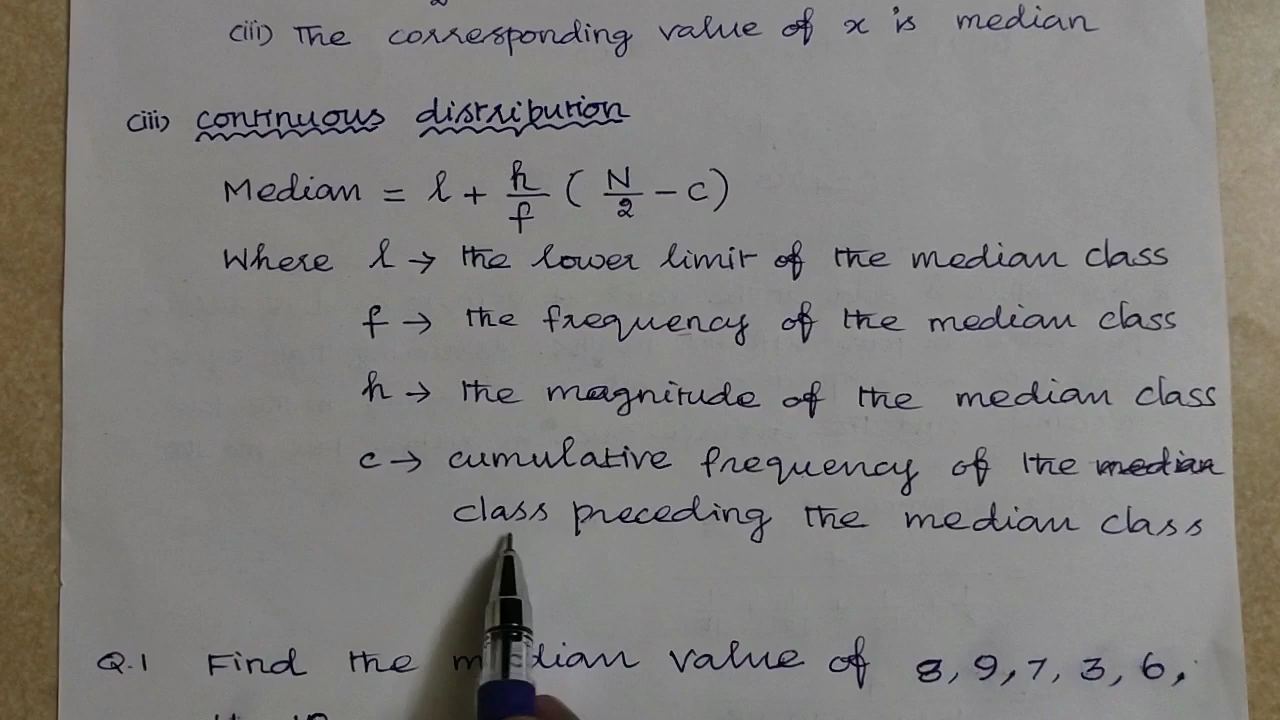 (iii) The corresponding value of x is median
(iii) continuous distribution
Median = l + h/f ( N/2 - c)
Where l → the lower limit of the median class
f → the frequency of the median class
h → the magnitude of the median class
c → cumulative frequency of the median
class preceding the median class
Q.1 Find the median value of 8, 9, 7, 3, 6,